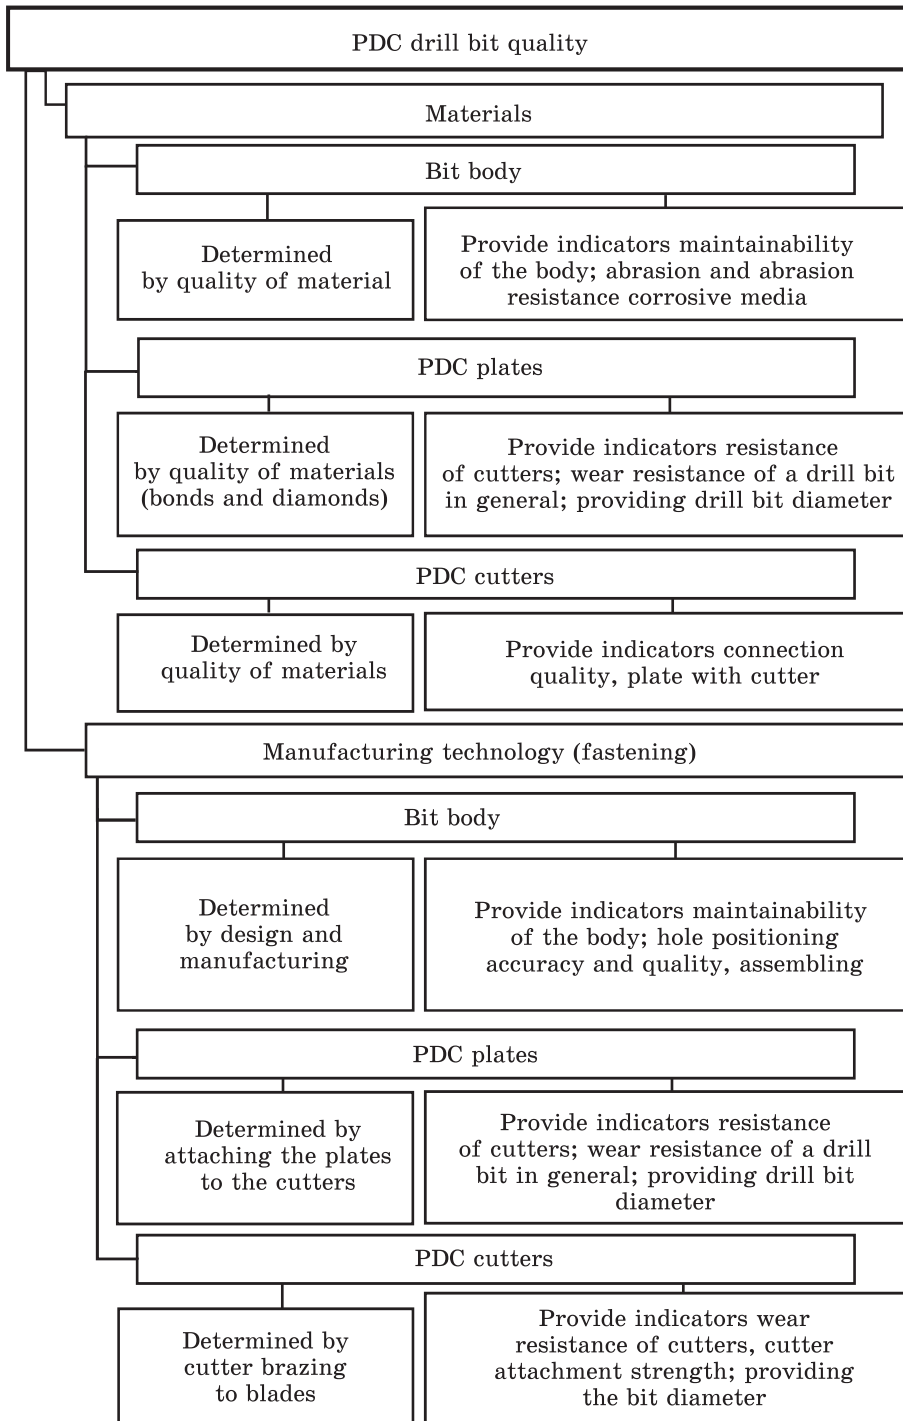 PDC drill bit quality
Materials
Bit body
Determined
by quality of material
Provide indicators maintainability
of the body; abrasion and abrasion
resistance corrosive media
PDC plates
Determined
by quality of materials
(bonds and diamonds)
Provide indicators resistance
of cutters; wear resistance of a drill bit
in general; providing drill bit diameter
PDC cutters
Determined by
quality of materials
Provide indicators connection
quality, plate with cutter
Manufacturing technology (fastening)
Bit body
Determined
by design and
manufacturing
Provide indicators maintainability
of the body; hole positioning
accuracy and quality, assembling
PDC plates
Determined by
attaching the plates
to the cutters
Provide indicators resistance
of cutters; wear resistance of a drill
bit in general; providing drill bit
diameter
PDC cutters
Determined by
cutter brazing
to blades
Provide indicators wear
resistance of cutters, cutter
attachment strength; providing
the bit diameter